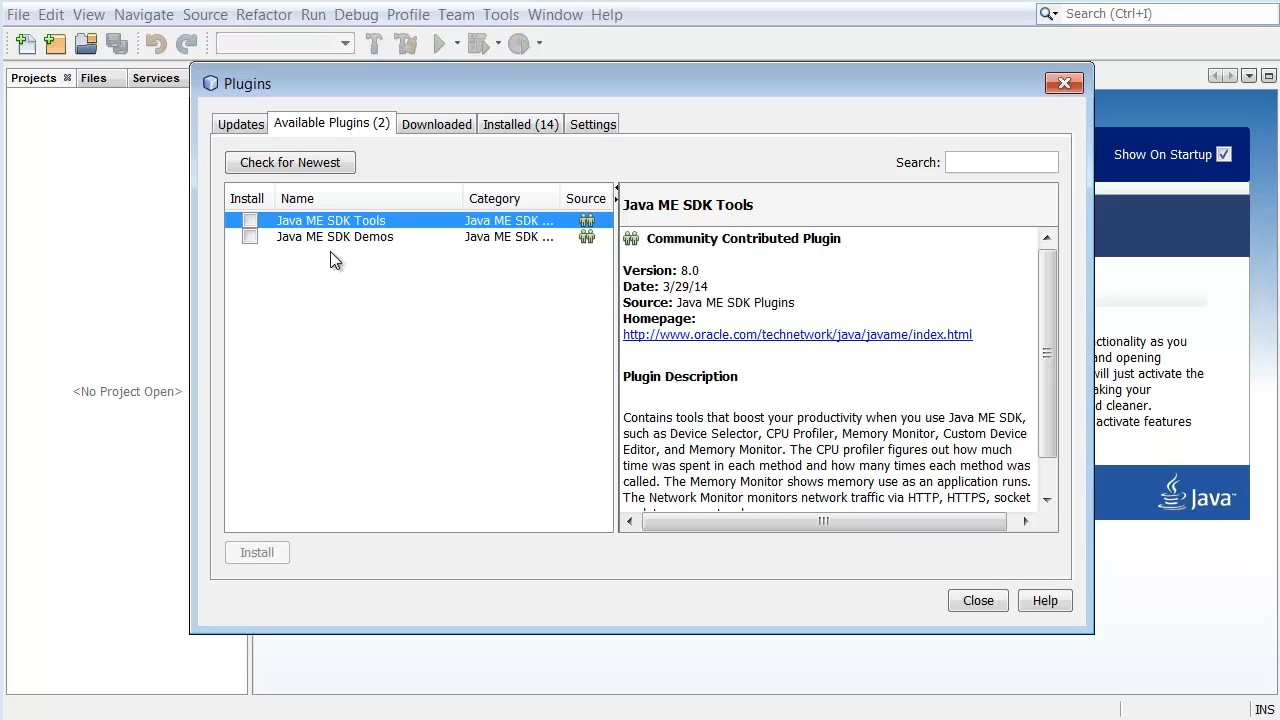 File Edit View Navigate Source Refactor Run Debug Profile Team Tools Window Help
Search (Ctrl+I)
Projects Files Services
Plugins
Updates Available Plugins (2) Downloaded Installed (14) Settings
Show On Startup
Check for Newest
Search:
Install Name Category Source
Java ME SDK Tools Java ME SDK ...
Java ME SDK Demos Java ME SDK ...
Java ME SDK Tools
Community Contributed Plugin
Version: 8.0
Date: 3/29/14
Source: Java ME SDK Plugins
Homepage:
http://www.oracle.com/technetwork/java/javame/index.html
Plugin Description
Contains tools that boost your productivity when you use Java ME SDK,
such as Device Selector, CPU Profiler, Memory Monitor, Custom Device
Editor, and Memory Monitor. The CPU profiler figures out how much
time was spent in each method and how many times each method was
called. The Memory Monitor shows memory use as an application runs.
The Network Monitor monitors network traffic via HTTP, HTTPS, socket
<No Project Open>
ctionality as you
and opening
will just activate the
aking your
d cleaner.
activate features
Java™
Install
Close Help
INS